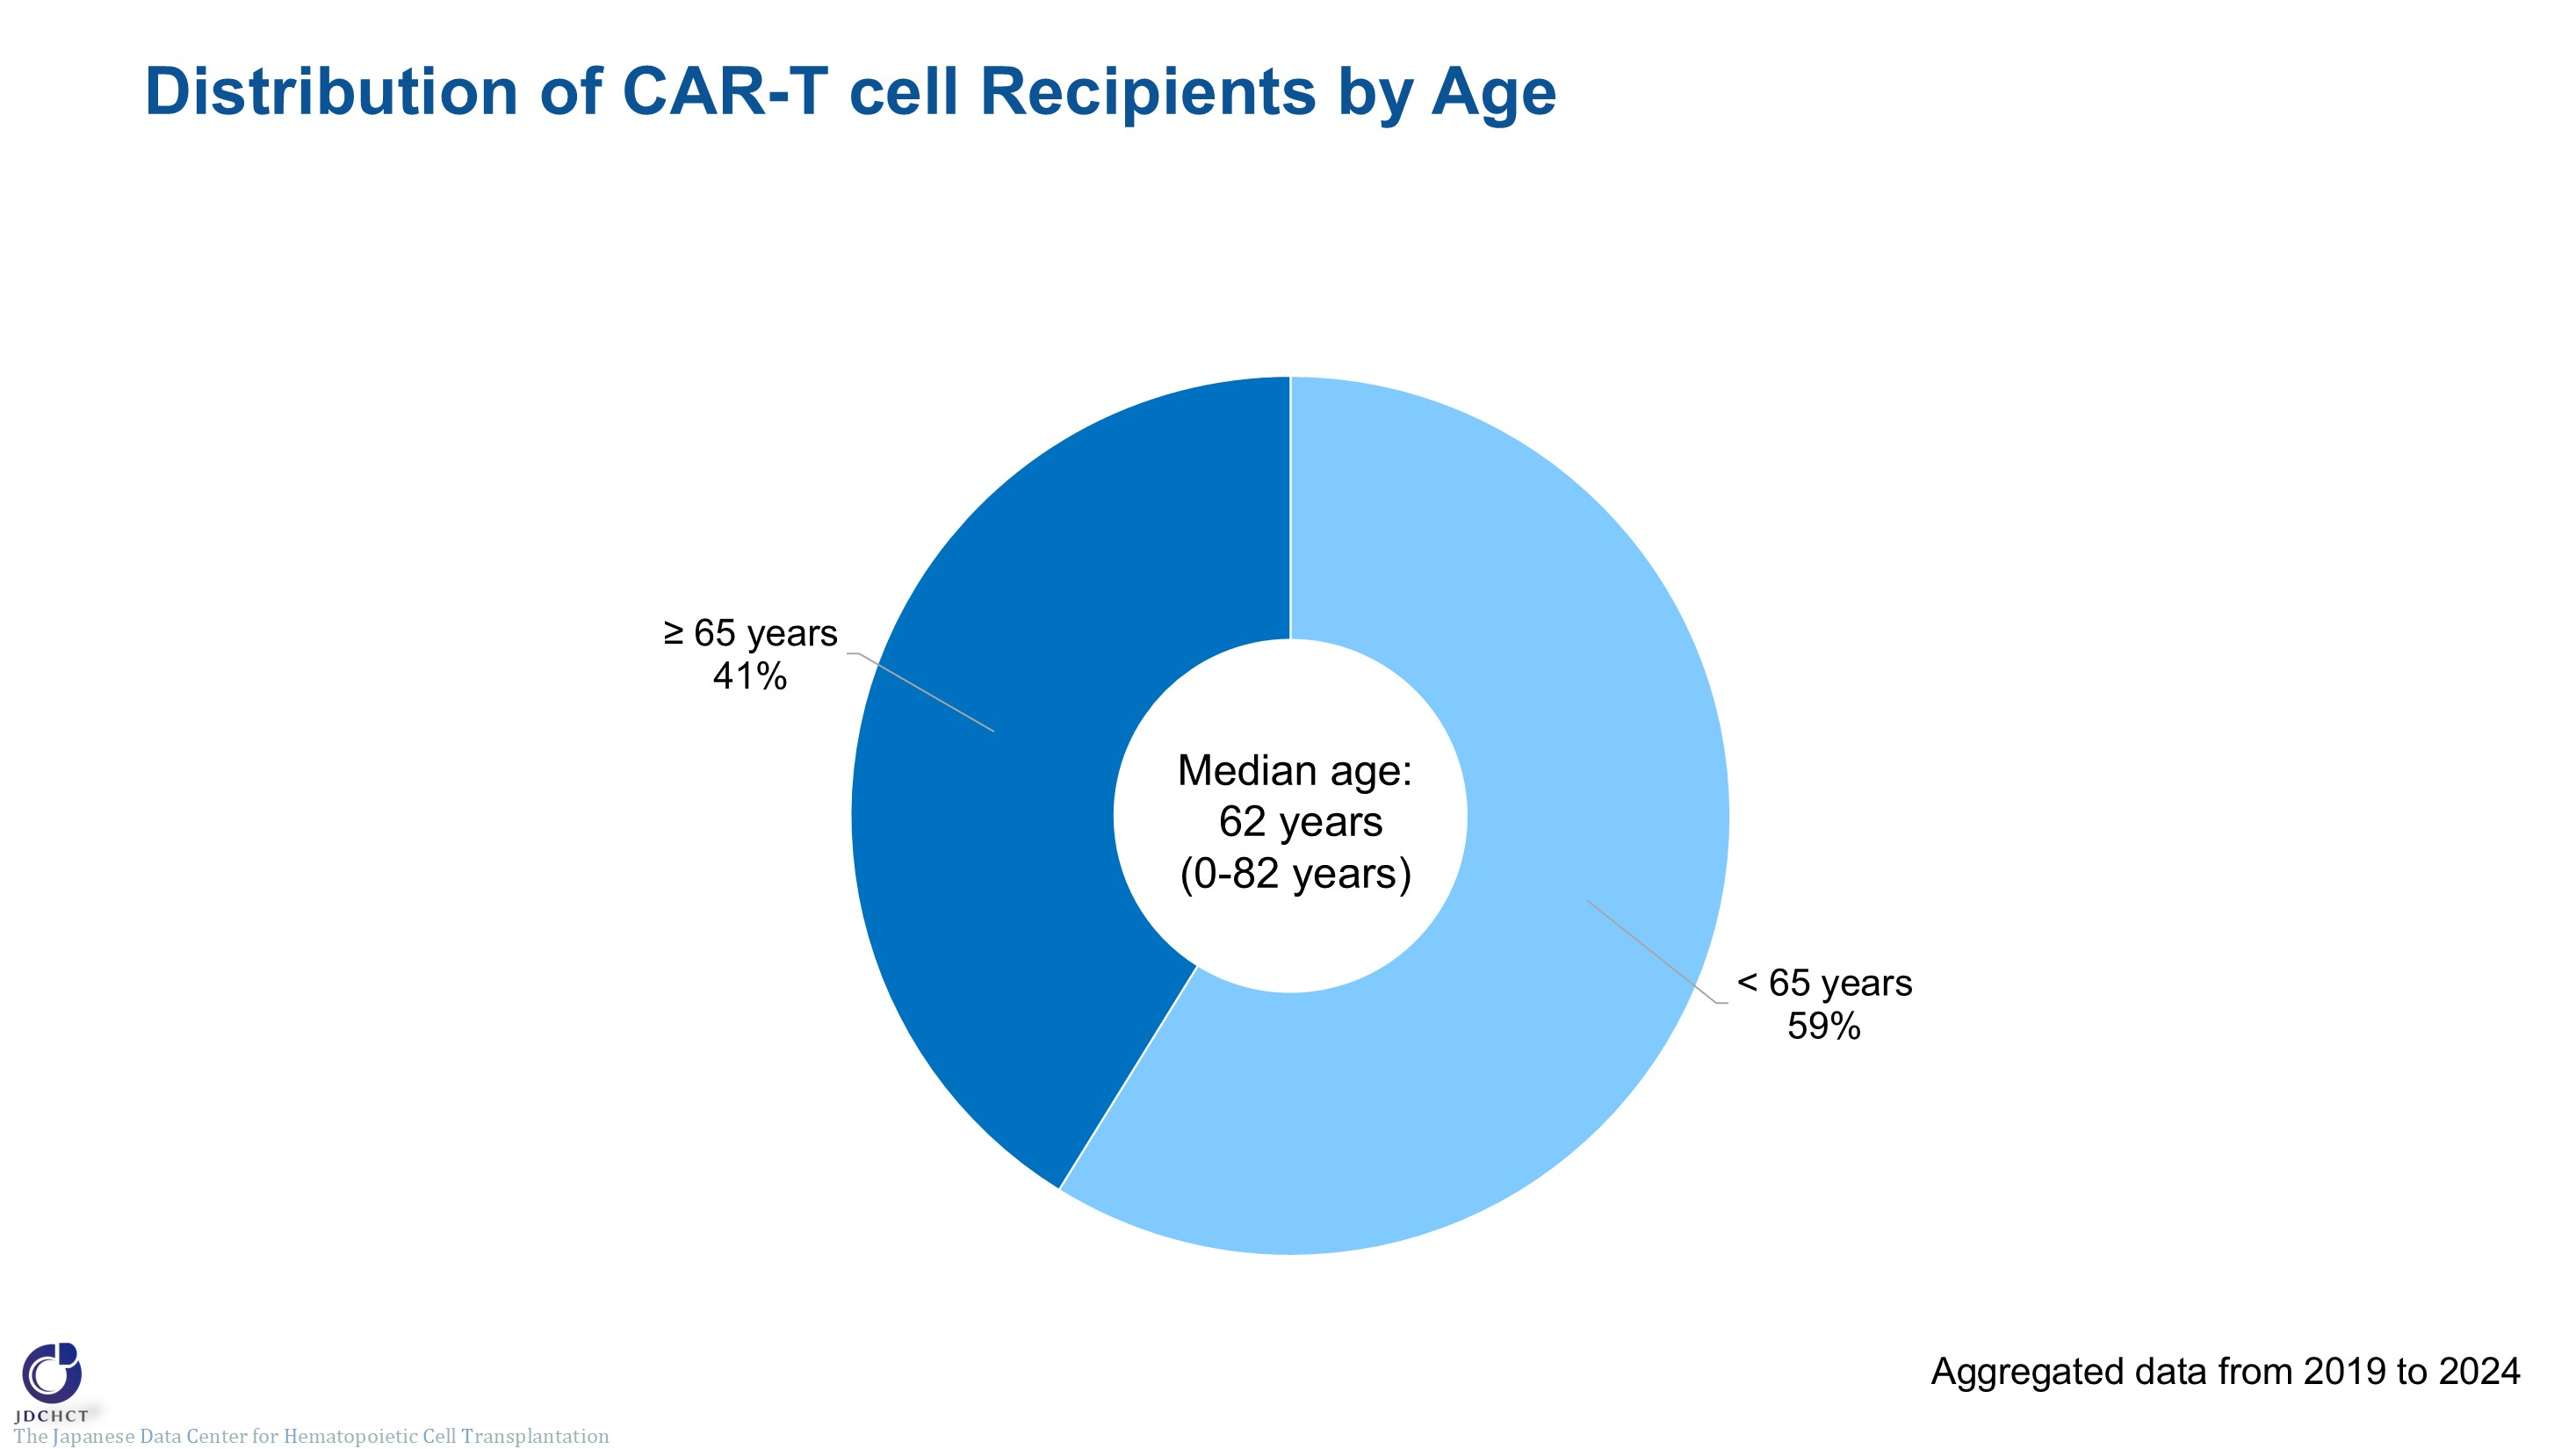 Distribution of CAR-T cell Recipients by Age
≥ 65 years
41%
Median age:
62 years
(0-82 years)
< 65 years
59%
Aggregated data from 2019 to 2024
JDCHCT
The Japanese Data Center for Hematopoietic Cell Transplantation